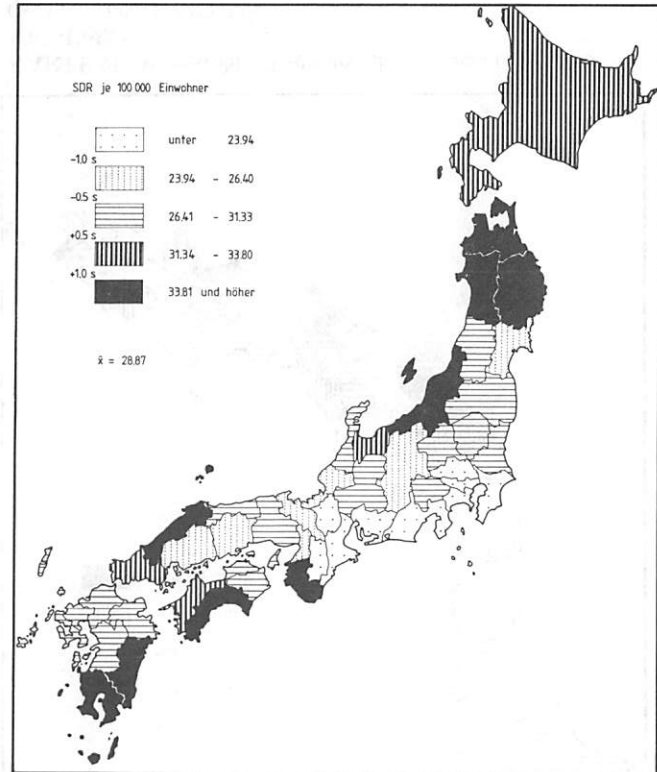 SDR je 100 000 Einwohner
unter 23.94
-1.0 s
23.94 - 26.40
-0.5 s
26.41 - 31.33
+0.5 s
31.34 - 33.80
+1.0 s
33.81 und höher
x̄ = 28.87